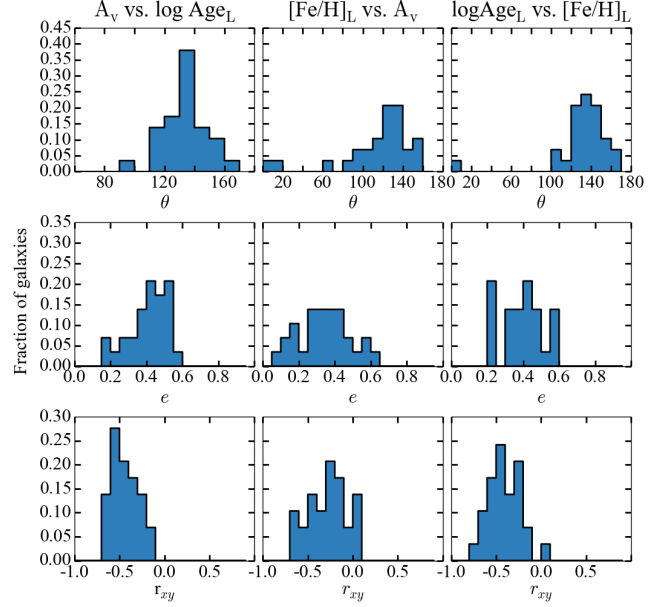 A_v vs. log Age_L
[Fe/H]_L vs. A_v
logAge_L vs. [Fe/H]_L
0.45
0.40
0.35
0.30
0.25
0.20
0.15
0.10
0.05
0.00
80 120 160
θ
20 60 100 140 180
θ
20 60 100 140 180
θ
Fraction of galaxies
0.35
0.30
0.25
0.20
0.15
0.10
0.05
0.00
0.0 0.2 0.4 0.6 0.8
e
0.0 0.2 0.4 0.6 0.8
e
0.0 0.2 0.4 0.6 0.8
e
0.30
0.25
0.20
0.15
0.10
0.05
0.00
-1.0 -0.5 0.0 0.5
r_xy
-1.0 -0.5 0.0 0.5
r_xy
-1.0 -0.5 0.0 0.5
r_xy